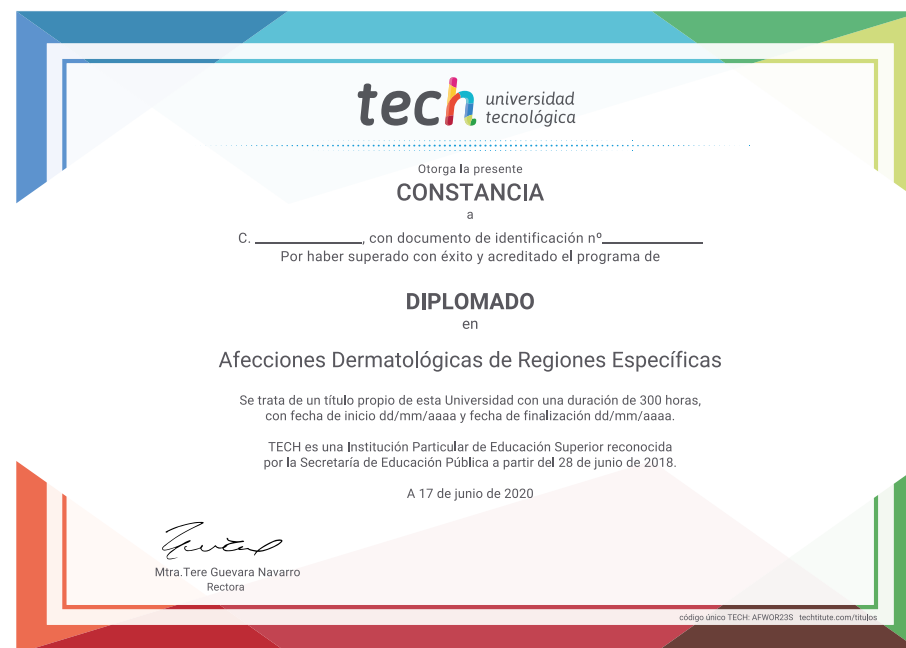 tech universidad
tecnológica
Otorga la presente
CONSTANCIA
a
C. ____________, con documento de identificación nº____________
Por haber superado con éxito y acreditado el programa de
DIPLOMADO
en
Afecciones Dermatológicas de Regiones Específicas
Se trata de un título propio de esta Universidad con una duración de 300 horas,
con fecha de inicio dd/mm/aaaa y fecha de finalización dd/mm/aaaa.
TECH es una Institución Particular de Educación Superior reconocida
por la Secretaría de Educación Pública a partir del 28 de junio de 2018.
A 17 de junio de 2020
Mtra.Tere Guevara Navarro
Rectora
código único TECH: AFWOR23S techtitute.com/titulos